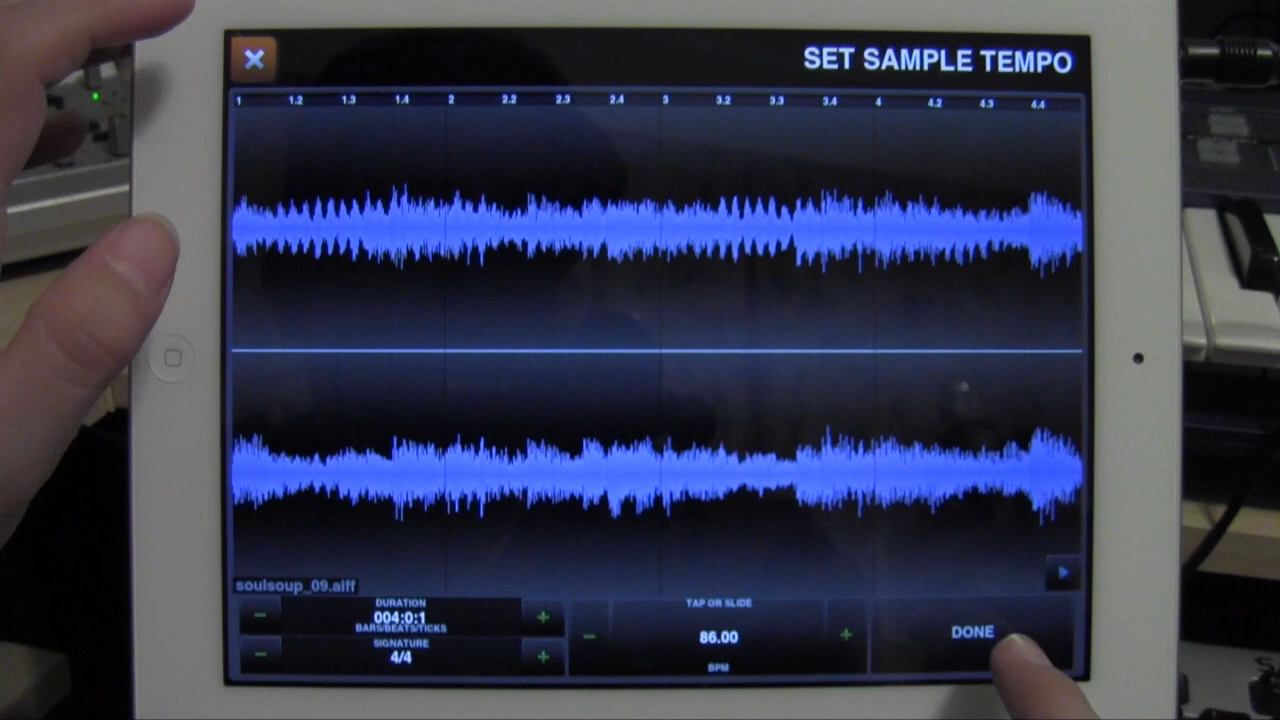 SET SAMPLE TEMPO
1 1.2 1.3 1.4 2 2.2 2.3 2.4 3 3.2 3.3 3.4 4 4.2 4.3 4.4
soulsoup_09.aiff
DURATION
004:0:1
BARS/BEATS/TICKS
SIGNATURE
4/4
TAP OR SLIDE
86.00
BPM
DONE